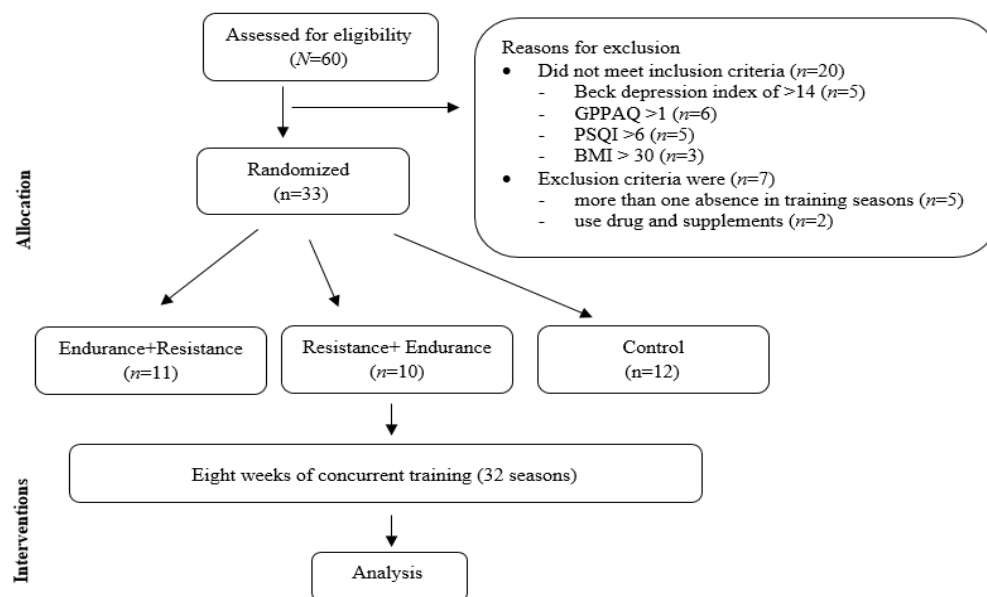 Assessed for eligibility
(N=60)
Reasons for exclusion
• Did not meet inclusion criteria (n=20)
- Beck depression index of >14 (n=5)
- GPPAQ >1 (n=6)
- PSQI >6 (n=5)
- BMI > 30 (n=3)
• Exclusion criteria were (n=7)
- more than one absence in training seasons (n=5)
- use drug and supplements (n=2)
Allocation
Randomized
(n=33)
Endurance+Resistance
(n=11)
Resistance+ Endurance
(n=10)
Control
(n=12)
Interventions
Eight weeks of concurrent training (32 seasons)
Analysis